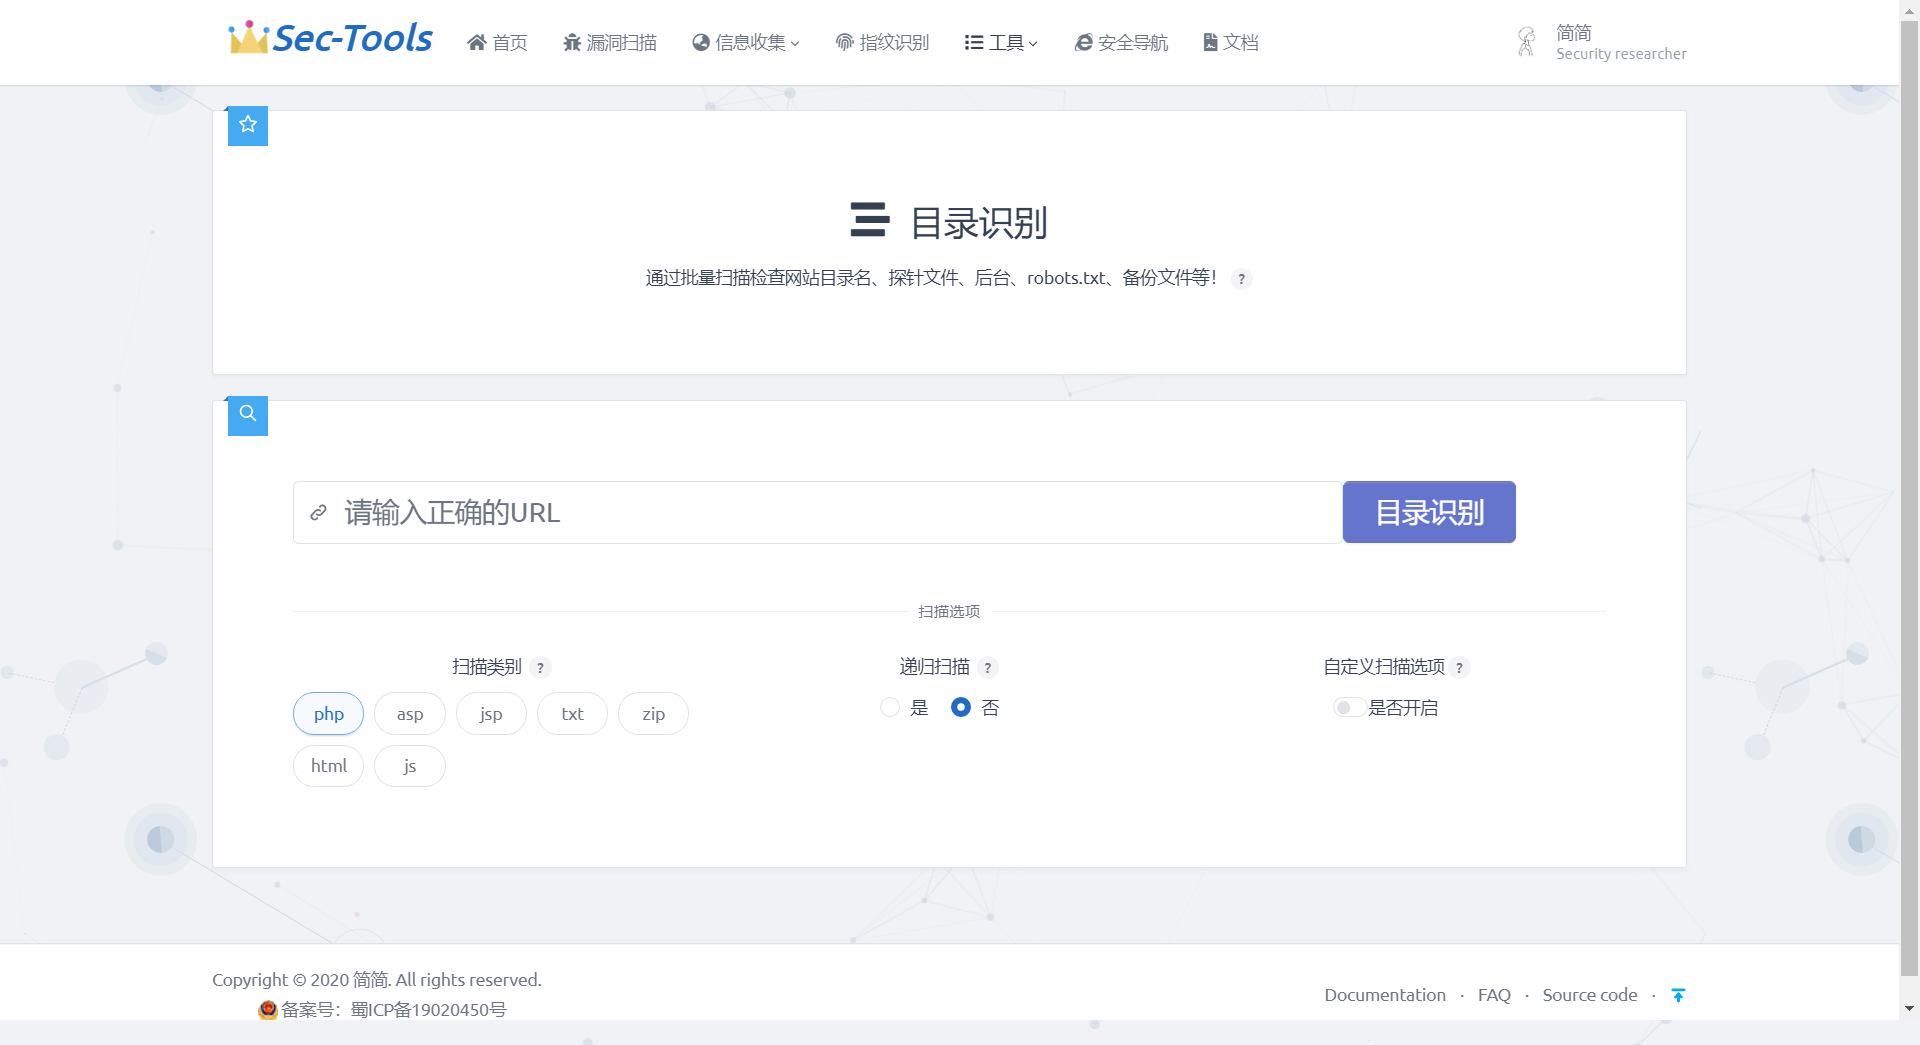 Sec-Tools 首页 漏洞扫描 信息收集 指纹识别 工具 安全导航 文档
简简
Security researcher
目录识别
通过批量扫描检查网站目录名、探针文件、后台、robots.txt、备份文件等！ ?
请输入正确的URL 目录识别
扫描选项
扫描类别 ? 递归扫描 ? 自定义扫描选项 ?
php asp jsp txt zip 是 否 是否开启
html js
Copyright © 2020 简简. All rights reserved.
备案号：蜀ICP备19020450号
Documentation · FAQ · Source code ·